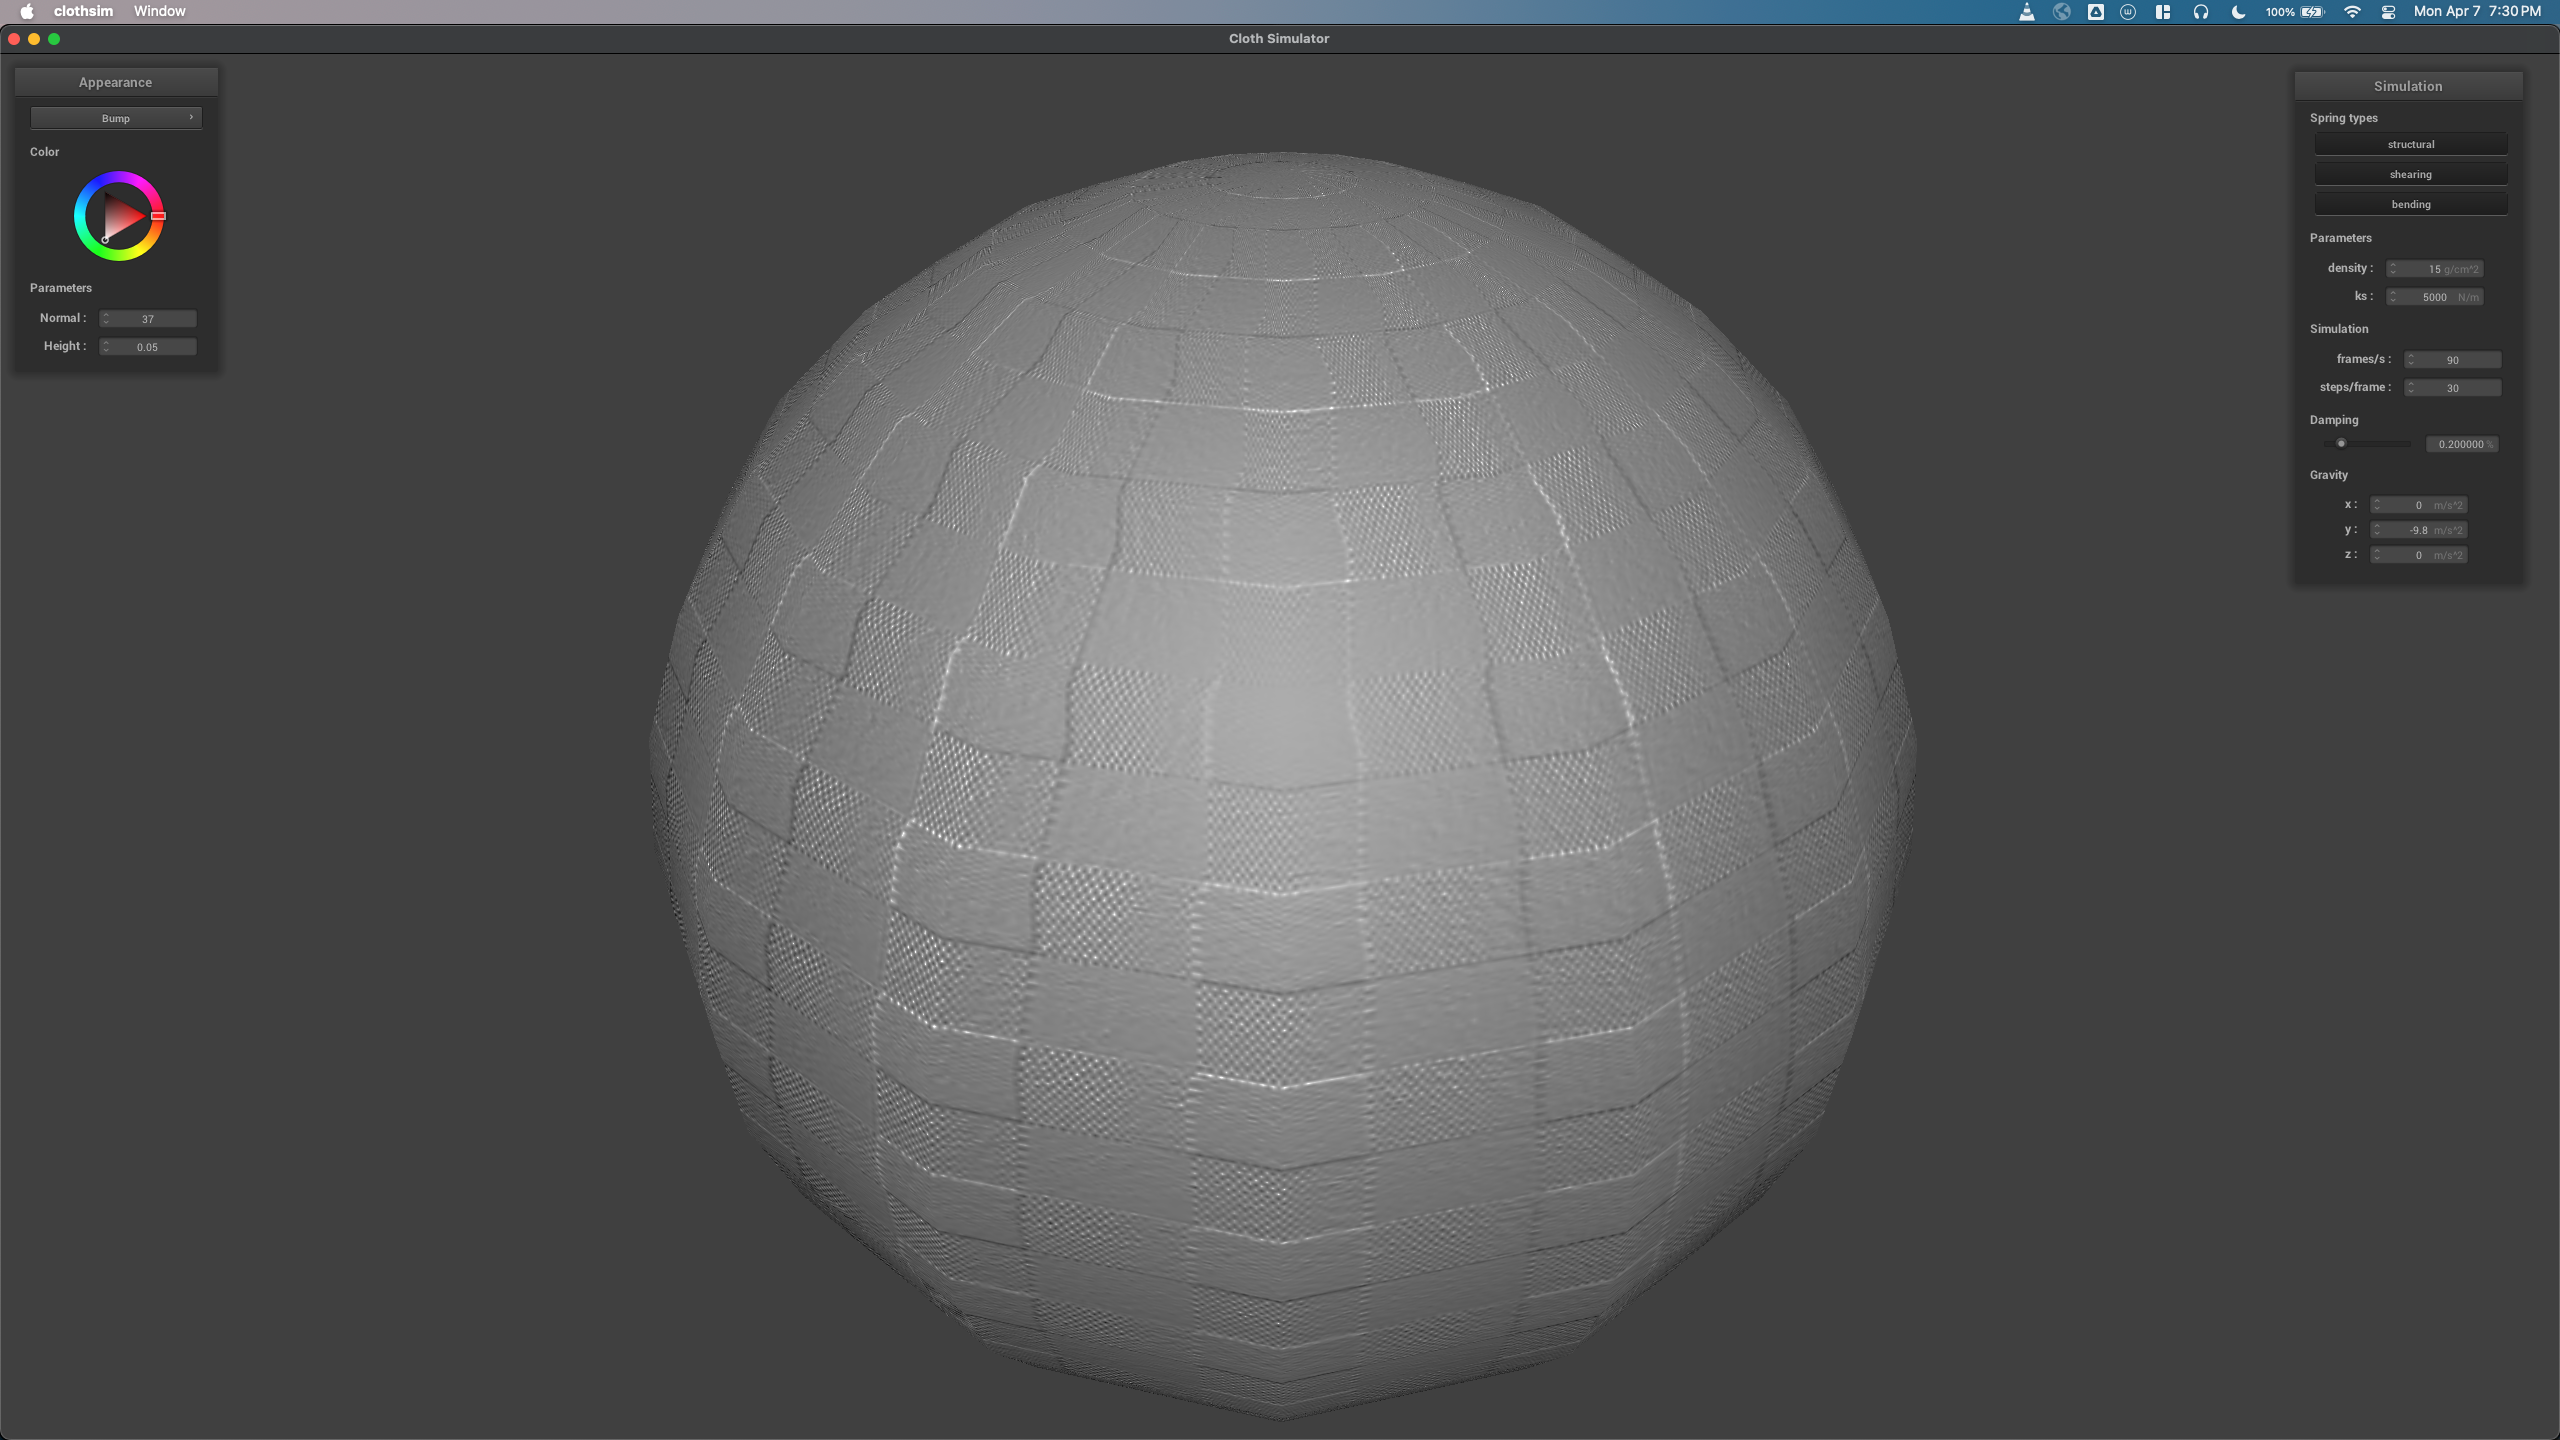 clothsim Window 100% Mon Apr 7 7:30 PM
Cloth Simulator
Appearance
Bump
Color
Parameters
Normal : 37
Height : 0.05
Simulation
Spring types
structural
shearing
bending
Parameters
density : 15 g/cm^2
ks : 5000 N/m
Simulation
frames/s : 90
steps/frame : 30
Damping
0.200000 %
Gravity
x : 0 m/s^2
y : -9.8 m/s^2
z : 0 m/s^2